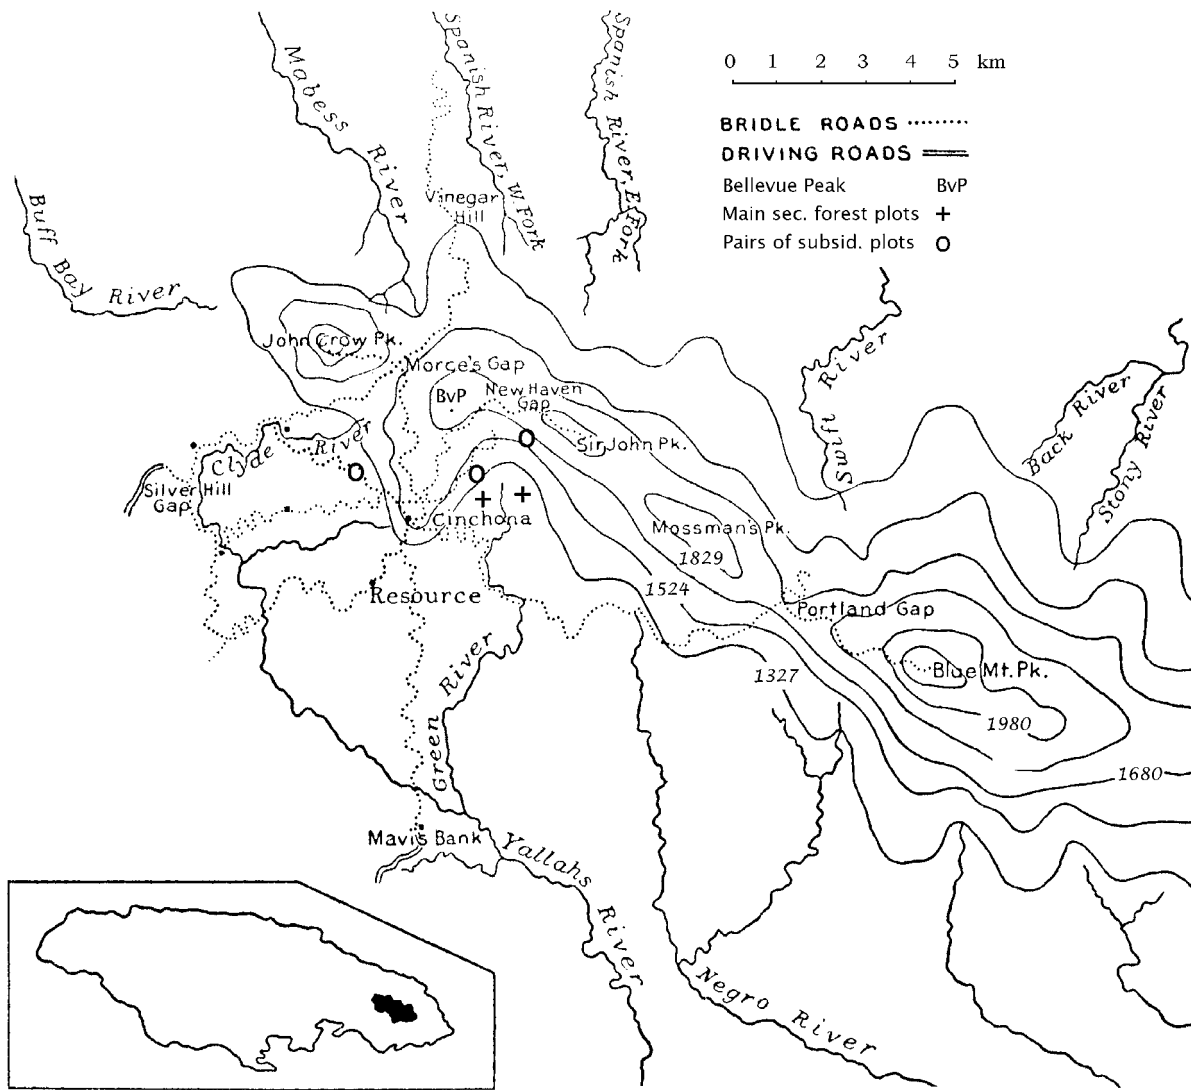 Mabess River
Spanish River, W. Fork
Spanish River, E. Fork
0 1 2 3 4 5 km
BRIDLE ROADS
DRIVING ROADS
Bellevue Peak BvP
Main sec. forest plots +
Pairs of subsid. plots O
Buff Bay River
Vinegar
Hill
John Crow Pk.
Morce's Gap
BvP
New Haven
Gap
Sir John Pk.
Swift River
Back River
Stony River
Clyde River
Silver Hill
Gap
Cinchona
Mossman's Pk.
1829
1524
Resource
Portland Gap
Blue Mt. Pk.
1327
1980
1680
Green River
Mavis Bank
Yallahs River
Negro River